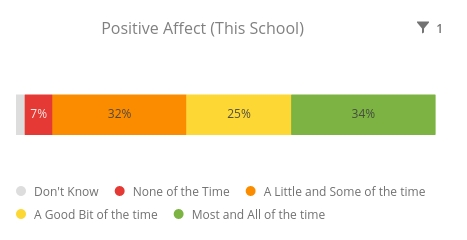 Positive Affect (This School)
1
7% 32% 25% 34%
Don't Know None of the Time A Little and Some of the time
A Good Bit of the time Most and All of the time